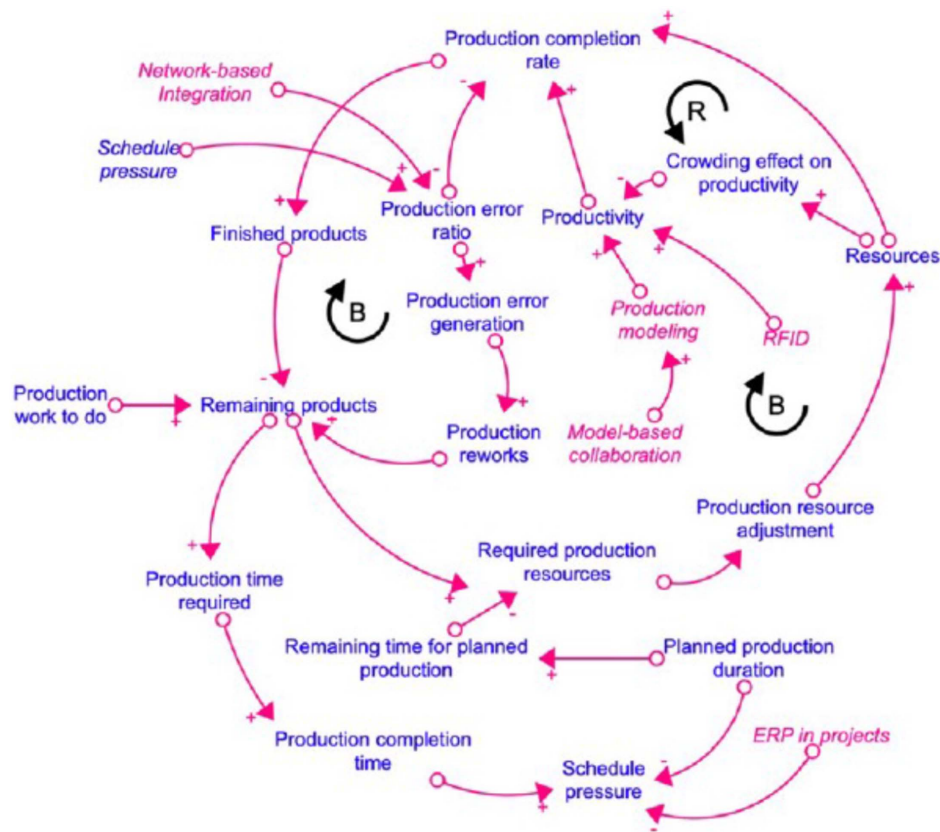 Production completion
rate
Network-based
Integration
R
Schedule
pressure
Crowding effect on
productivity
Production error
ratio
Productivity
Finished products
Resources
Production error
generation
B
Production
modeling
RFID
Production
work to do
Remaining products
B
Production
reworks
Model-based
collaboration
Production resource
adjustment
Required production
resources
Production time
required
Remaining time for planned
production
Planned production
duration
ERP in projects
Production completion
time
Schedule
pressure